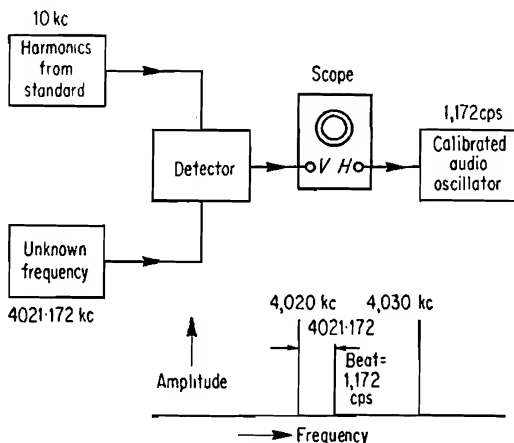 10 kc
Harmonics
from
standard
Scope
1,172cps
Detector
V H
Calibrated
audio
oscillator
Unknown
frequency
4021·172 kc
4,020 kc
4,030 kc
4021·172
Beat=
1,172
cps
Amplitude
Frequency